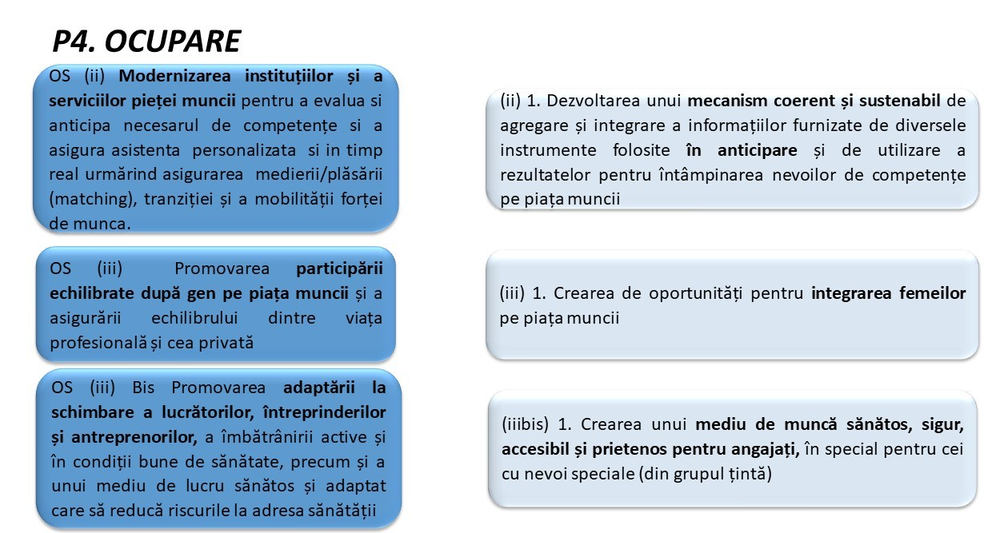 P4. OCUPARE
OS (ii) Modernizarea instituțiilor și a
serviciilor pieței muncii pentru a evalua si
anticipa necesarul de competențe si a
asigura asistenta personalizata si in timp
real urmărind asigurarea medierii/plăsării
(matching), tranziției și a mobilității forței
de munca.
(ii) 1. Dezvoltarea unui mecanism coerent și sustenabil de
agregare și integrare a informațiilor furnizate de diversele
instrumente folosite în anticipare și de utilizare a
rezultatelor pentru întâmpinarea nevoilor de competențe
pe piața muncii
OS (iii) Promovarea participării
echilibrate după gen pe piața muncii și a
asigurării echilibrului dintre viața
profesională și cea privată
(iii) 1. Crearea de oportunități pentru integrarea femeilor
pe piața muncii
OS (iii) Bis Promovarea adaptării la
schimbare a lucrătorilor, întreprinderilor
și antreprenorilor, a îmbătrânirii active și
în condiții bune de sănătate, precum și a
unui mediu de lucru sănătos și adaptat
care să reducă riscurile la adresa sănătății
(iiibis) 1. Crearea unui mediu de muncă sănătos, sigur,
accesibil și prietenos pentru angajați, în special pentru cei
cu nevoi speciale (din grupul țintă)